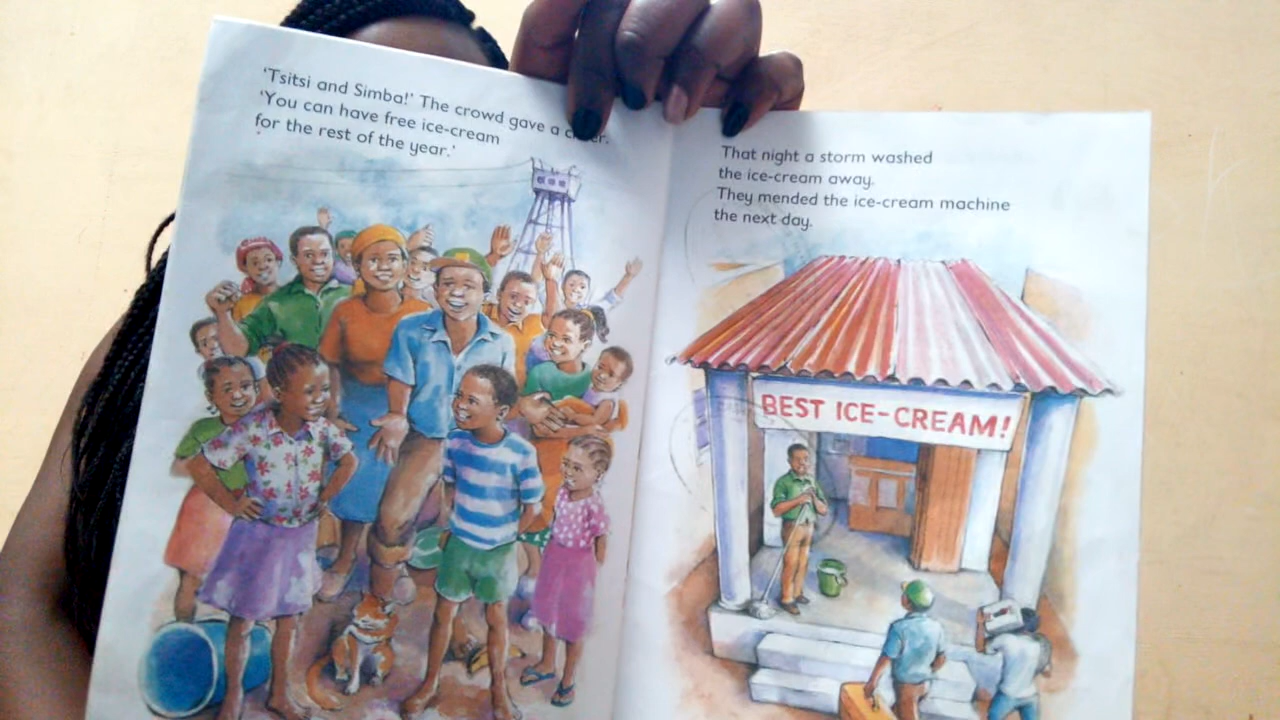 'Tsitsi and Simba!' The crowd gave a
'You can have free ice-cream
for the rest of the year.'
That night a storm washed
the ice-cream away.
They mended the ice-cream machine
the next day.
BEST ICE-CREAM!